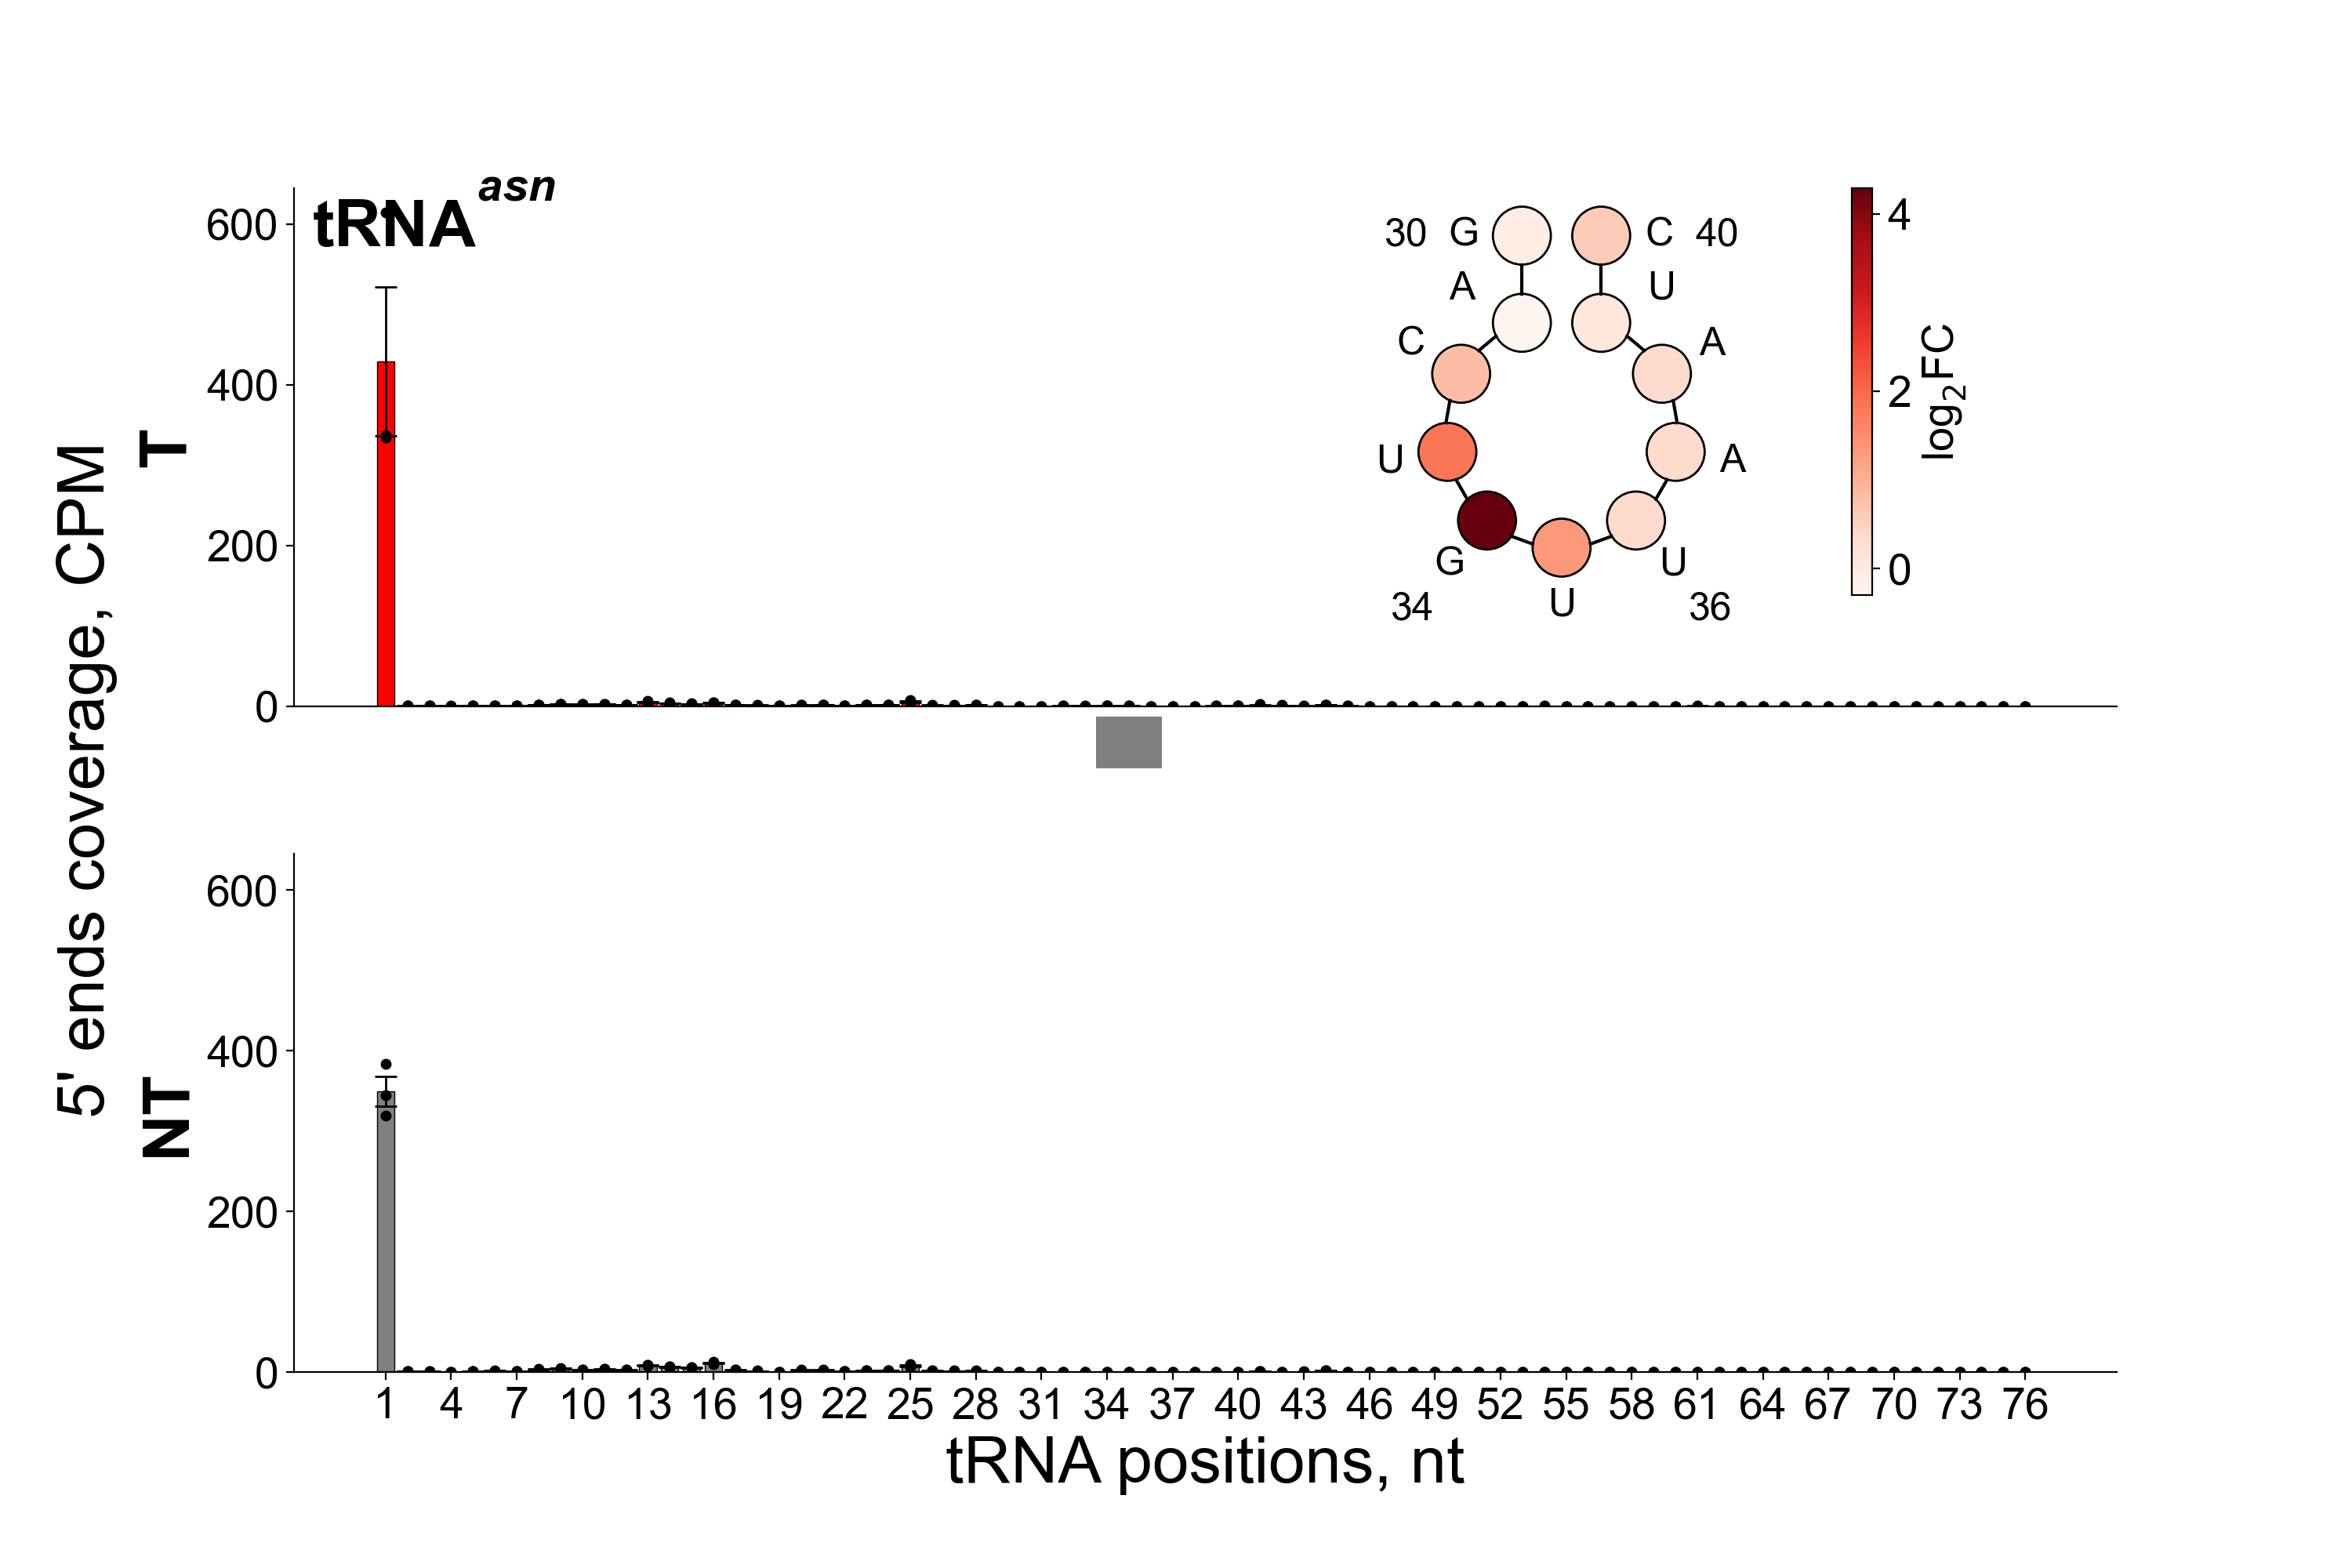 tRNA^asn
5' ends coverage, CPM
T
600
400
200
0
30 G C 40
A U
C A
U A
G U
34 U 36
4
2
0
log₂FC
NT
600
400
200
0
1 4 7 10 13 16 19 22 25 28 31 34 37 40 43 46 49 52 55 58 61 64 67 70 73 76
tRNA positions, nt